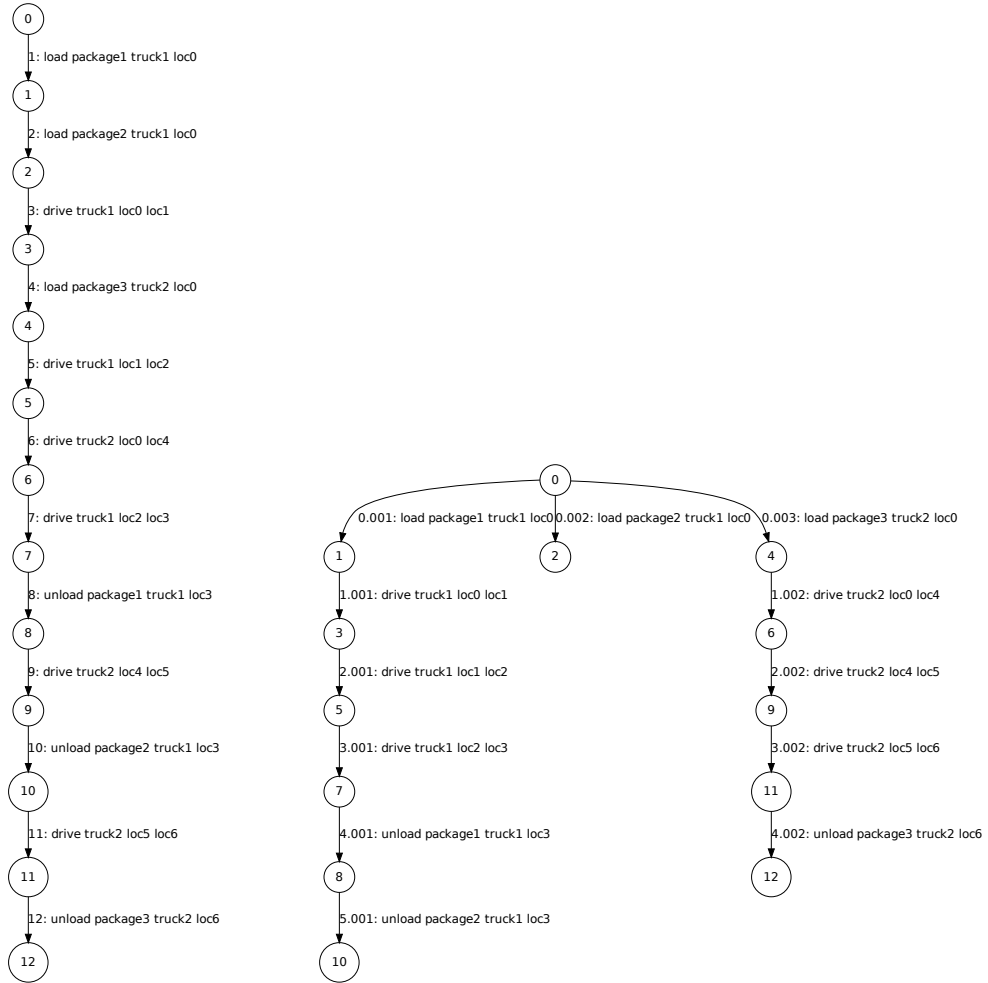 0
1: load package1 truck1 loc0
1
2: load package2 truck1 loc0
2
3: drive truck1 loc0 loc1
3
4: load package3 truck2 loc0
4
5: drive truck1 loc1 loc2
5
6: drive truck2 loc0 loc4
6
7: drive truck1 loc2 loc3
7
8: unload package1 truck1 loc3
8
9: drive truck2 loc4 loc5
9
10: unload package2 truck1 loc3
10
11: drive truck2 loc5 loc6
11
12: unload package3 truck2 loc6
12
0
0.001: load package1 truck1 loc0
0.002: load package2 truck1 loc0
0.003: load package3 truck2 loc0
1
2
4
1.001: drive truck1 loc0 loc1
1.002: drive truck2 loc0 loc4
3
6
2.001: drive truck1 loc1 loc2
2.002: drive truck2 loc4 loc5
5
9
3.001: drive truck1 loc2 loc3
3.002: drive truck2 loc5 loc6
7
11
4.001: unload package1 truck1 loc3
4.002: unload package3 truck2 loc6
8
12
5.001: unload package2 truck1 loc3
10